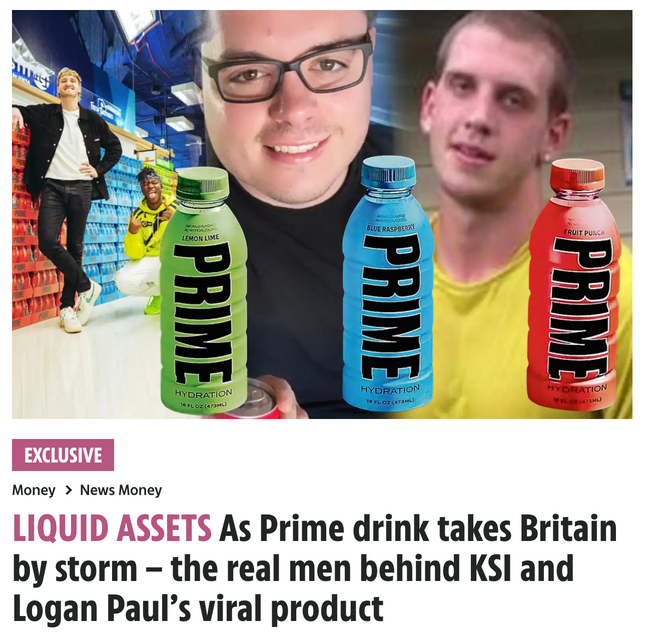 LEMON LIME
PRIME
HYDRATION
16 FL OZ (473ML)
BLUE RASPBERRY
PRIME
HYDRATION
16 FL OZ (473ML)
FRUIT PUNCH
PRIME
HYDRATION
16 FL OZ (473ML)
EXCLUSIVE
Money > News Money
LIQUID ASSETS As Prime drink takes Britain
by storm – the real men behind KSI and
Logan Paul’s viral product